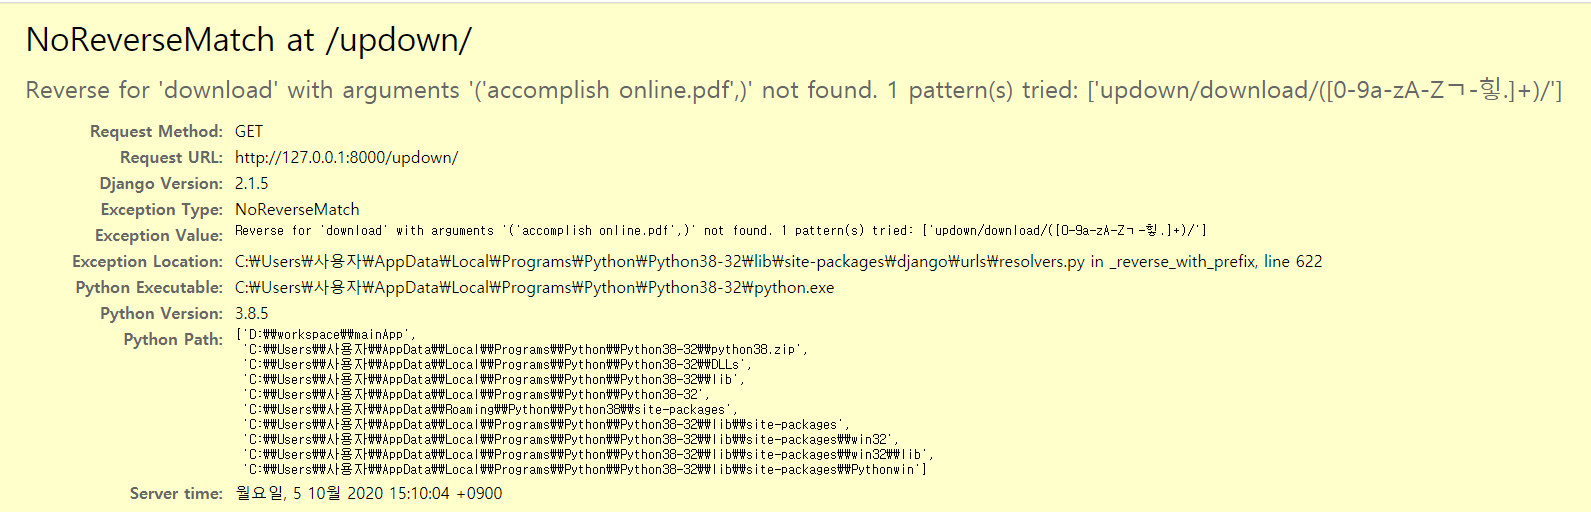 NoReverseMatch at /updown/
Reverse for 'download' with arguments '('accomplish online.pdf',)' not found. 1 pattern(s) tried: ['updown/download/([0-9a-zA-Zㄱ-힣.]+)/']
Request Method: GET
Request URL: http://127.0.0.1:8000/updown/
Django Version: 2.1.5
Exception Type: NoReverseMatch
Exception Value: Reverse for 'download' with arguments '('accomplish online.pdf',)' not found. 1 pattern(s) tried: ['updown/download/([0-9a-zA-Zㄱ-힣.]+)/']
Exception Location: C:₩Users₩사용자₩AppData₩Local₩Programs₩Python₩Python38-32₩lib₩site-packages₩django₩urls₩resolvers.py in _reverse_with_prefix, line 622
Python Executable: C:₩Users₩사용자₩AppData₩Local₩Programs₩Python₩Python38-32₩python.exe
Python Version: 3.8.5
Python Path: ['D:₩₩workspace₩₩mainApp',
'C:₩₩Users₩₩사용자₩₩AppData₩₩Local₩₩Programs₩₩Python₩₩Python38-32₩₩python38.zip',
'C:₩₩Users₩₩사용자₩₩AppData₩₩Local₩₩Programs₩₩Python₩₩Python38-32₩₩DLLs',
'C:₩₩Users₩₩사용자₩₩AppData₩₩Local₩₩Programs₩₩Python₩₩Python38-32₩₩lib',
'C:₩₩Users₩₩사용자₩₩AppData₩₩Local₩₩Programs₩₩Python₩₩Python38-32',
'C:₩₩Users₩₩사용자₩₩AppData₩₩Roaming₩₩Python₩₩Python38₩₩site-packages',
'C:₩₩Users₩₩사용자₩₩AppData₩₩Local₩₩Programs₩₩Python₩₩Python38-32₩₩lib₩₩site-packages',
'C:₩₩Users₩₩사용자₩₩AppData₩₩Local₩₩Programs₩₩Python₩₩Python38-32₩₩lib₩₩site-packages₩₩win32',
'C:₩₩Users₩₩사용자₩₩AppData₩₩Local₩₩Programs₩₩Python₩₩Python38-32₩₩lib₩₩site-packages₩₩win32₩₩lib',
'C:₩₩Users₩₩사용자₩₩AppData₩₩Local₩₩Programs₩₩Python₩₩Python38-32₩₩lib₩₩site-packages₩₩Pythonwin']
Server time: 월요일, 5 10월 2020 15:10:04 +0900